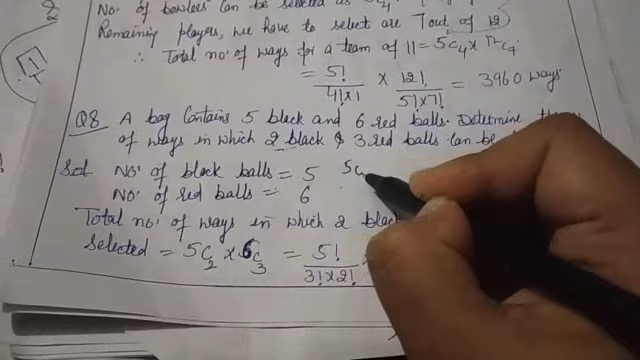 No' of bowlers can be selected as
Remaining players, we have to select are 7 out of 12
∴ Total no' of ways for a team of 11 = 5C4 × 12C7
= 5! / 4!×1 × 12! / 5!×7! = 3960 ways
Q8 A bag contains 5 black and 6 red balls. Determine the
of ways in which 2 black & 3 red balls can be
Sol No' of black balls = 5 5C
No' of red balls = 6
Total no' of ways in which 2 black
selected = 5C2 × 6C3 = 5! / 3!×2!
1